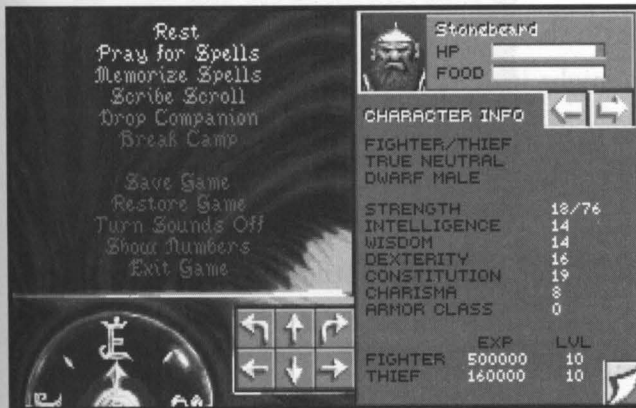 Rest
Pray for Spells
Memorize Spells
Scribe Scroll
Drop Companion
Break Camp
Save Game
Restore Game
Turn Sounds Off
Show Numbers
Exit Game
E
Stonebeard
HP
FOOD
CHARACTER INFO
FIGHTER/THIEF
TRUE NEUTRAL
DWARF MALE
STRENGTH 18/76
INTELLIGENCE 14
WISDOM 14
DEXTERITY 16
CONSTITUTION 19
CHARISMA 8
ARMOR CLASS 0
EXP LVL
FIGHTER 500000 10
THIEF 160000 10